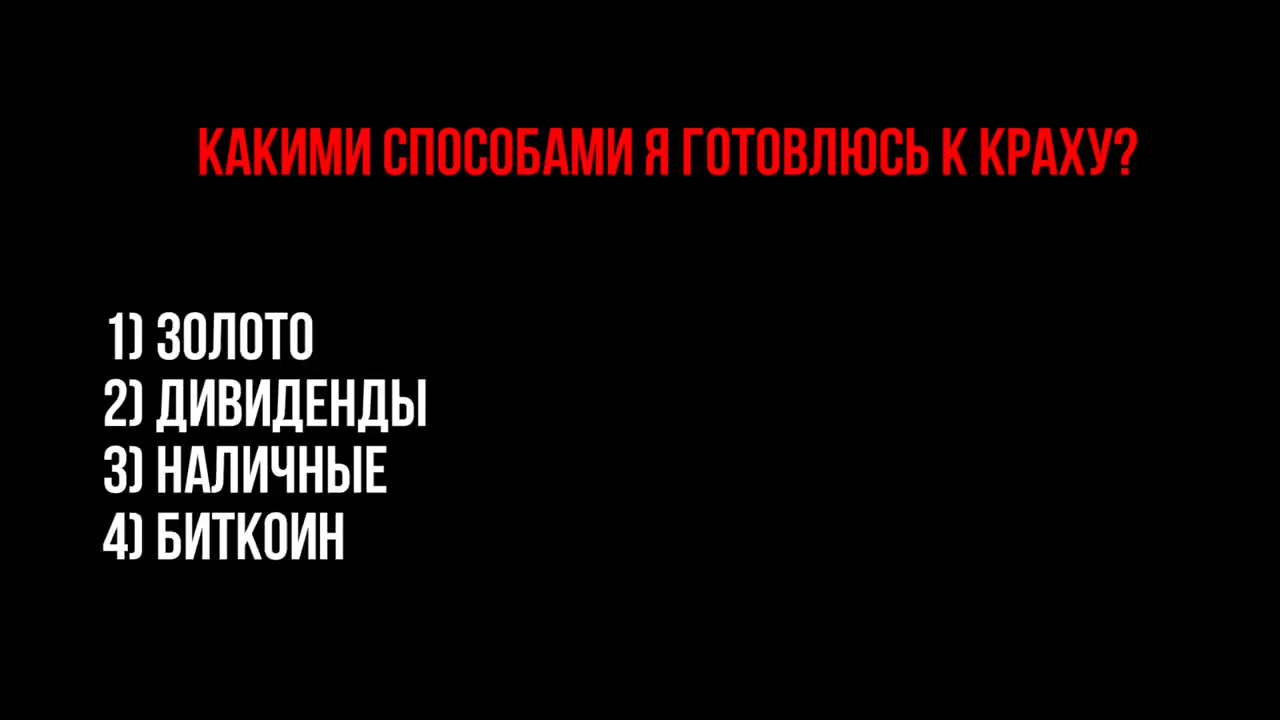 КАКИМИ СПОСОБАМИ Я ГОТОВЛЮСЬ К КРАХУ?
1) ЗОЛОТО
2) ДИВИДЕНДЫ
3) НАЛИЧНЫЕ
4) БИТКОИН